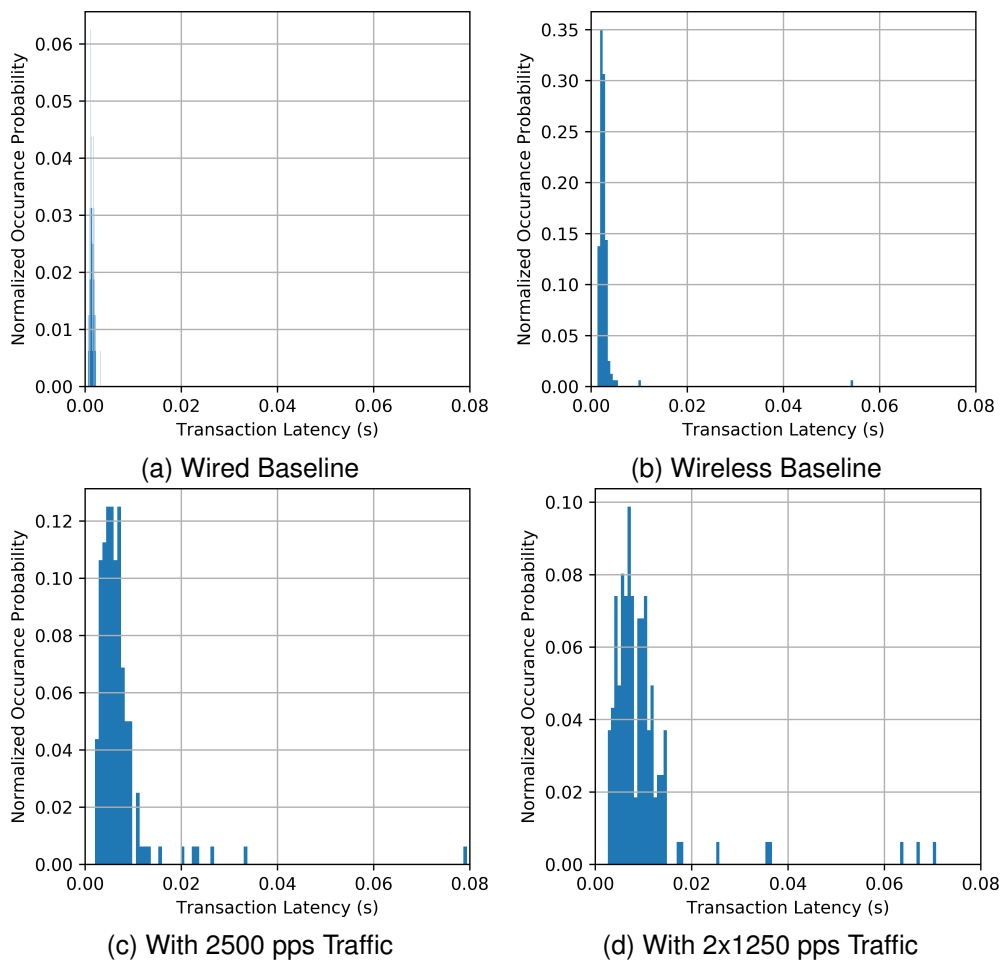 Normalized Occurance Probability
0.06
0.05
0.04
0.03
0.02
0.01
0.00
0.00 0.02 0.04 0.06 0.08
Transaction Latency (s)
(a) Wired Baseline
Normalized Occurance Probability
0.35
0.30
0.25
0.20
0.15
0.10
0.05
0.00
0.00 0.02 0.04 0.06 0.08
Transaction Latency (s)
(b) Wireless Baseline
Normalized Occurance Probability
0.12
0.10
0.08
0.06
0.04
0.02
0.00
0.00 0.02 0.04 0.06 0.08
Transaction Latency (s)
(c) With 2500 pps Traffic
Normalized Occurance Probability
0.10
0.08
0.06
0.04
0.02
0.00
0.00 0.02 0.04 0.06 0.08
Transaction Latency (s)
(d) With 2x1250 pps Traffic